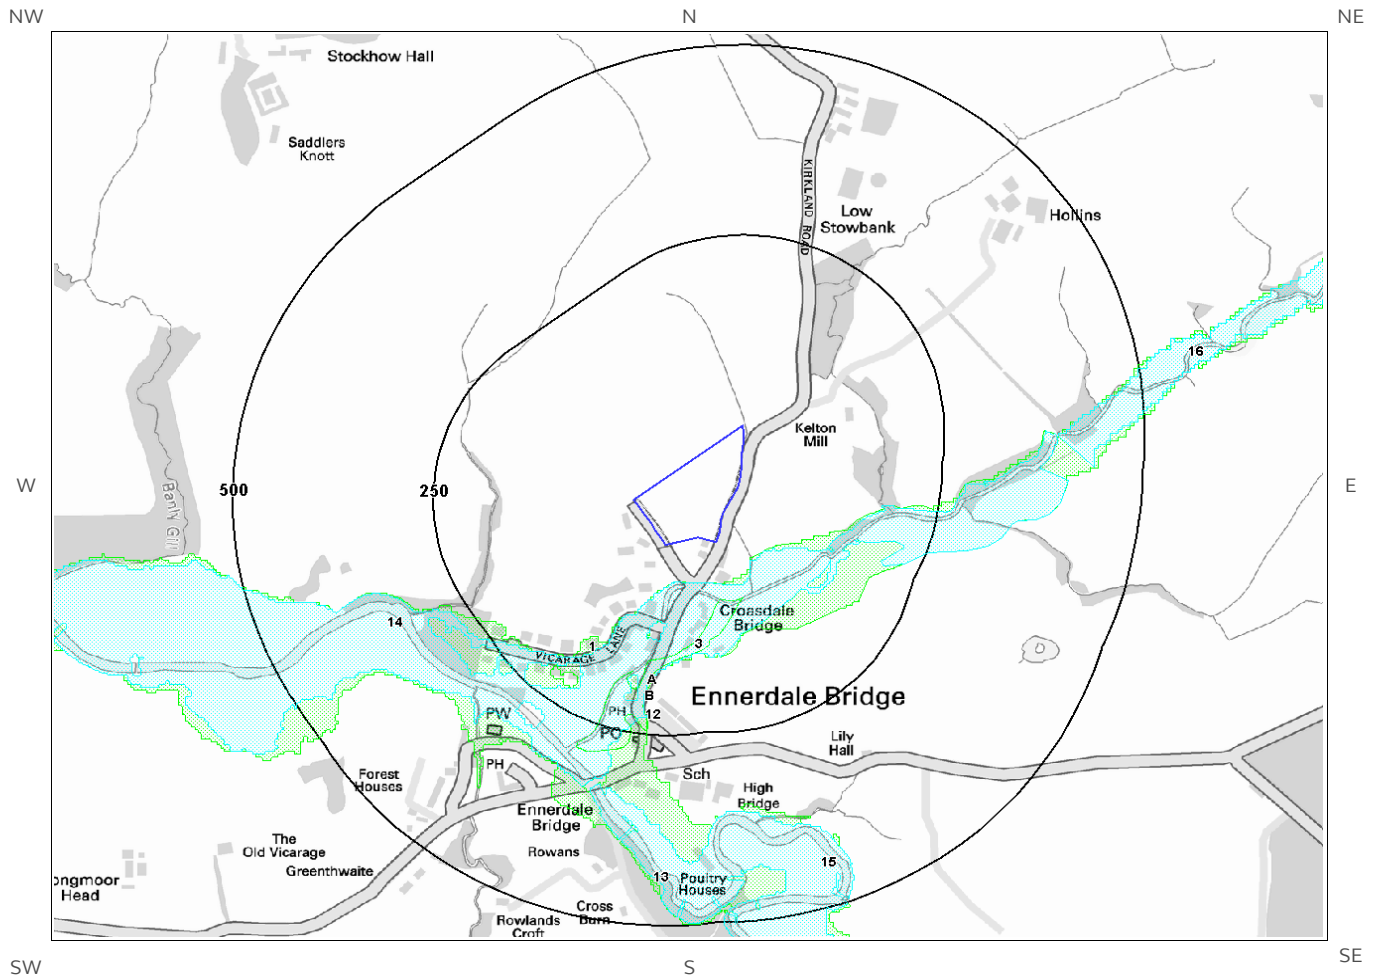 NW
N
NE
Stockhow Hall
Saddlers
Knott
KIRKLAND ROAD
Low
Stowbank
Hollins
16
Kelton
Mill
W
500
250
E
Banly Gill
14
Croasdale
Bridge
1
VICARAGE LANE
3
A
B
Ennerdale Bridge
PH
12
PW
PO
Lily
Hall
PH
Sch
Forest
Houses
High
Bridge
Ennerdale
Bridge
The
Old Vicarage
Rowans
15
Greenthwaite
13
Poultry
Houses
ongmoor
Head
Cross
Burn
Rowlands
Croft
SW
S
SE